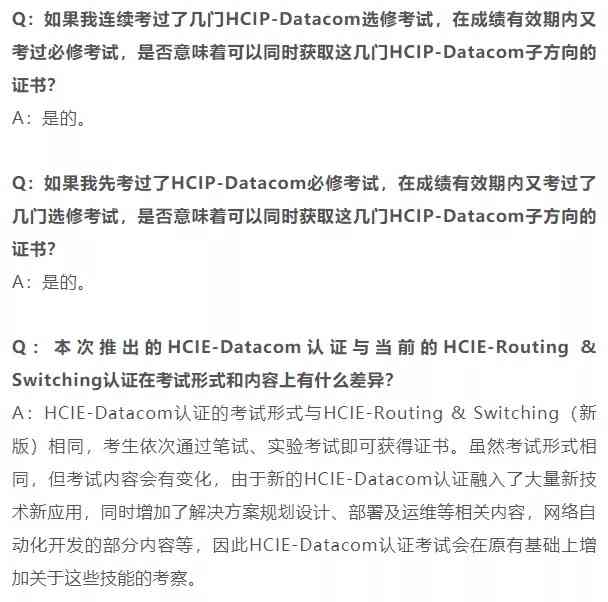 Q：如果我连续考过了几门HCIP-Datacom选修考试，在成绩有效期内又
考过必修考试，是否意味着可以同时获取这几门HCIP-Datacom子方向的
证书？
A：是的。
Q：如果我先考过了HCIP-Datacom必修考试，在成绩有效期内又考过了
几门选修考试，是否意味着可以同时获取这几门HCIP-Datacom子方向的
证书？
A：是的。
Q：本次推出的HCIE-Datacom认证与当前的HCIE-Routing &
Switching认证在考试形式和内容上有什么差异？
A：HCIE-Datacom认证的考试形式与HCIE-Routing & Switching（新
版）相同，考生依次通过笔试、实验考试即可获得证书。虽然考试形式相
同，但考试内容会有变化，由于新的HCIE-Datacom认证融入了大量新技
术新应用，同时增加了解决方案规划设计、部署及运维等相关内容，网络自
动化开发的部分内容等，因此HCIE-Datacom认证考试会在原有基础上增
加关于这些技能的考察。